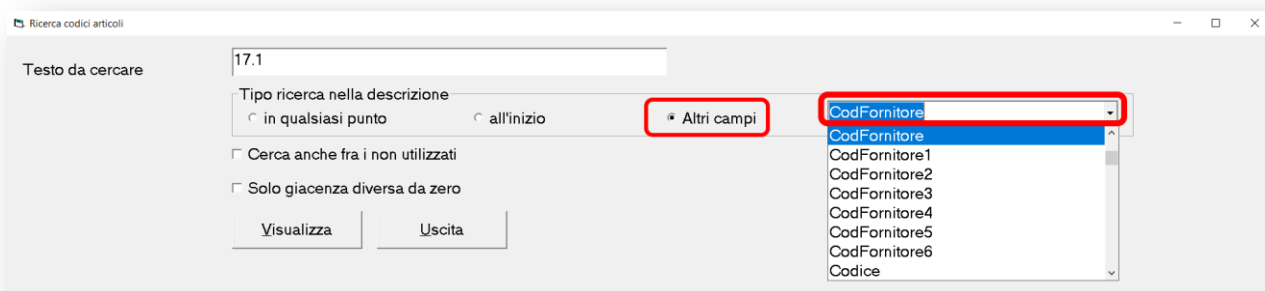 Ricerca codici articoli
Testo da cercare
17.1
Tipo ricerca nella descrizione
in qualsiasi punto
all'inizio
Altri campi
CodFornitore
CodFornitore
CodFornitore1
CodFornitore2
CodFornitore3
CodFornitore4
CodFornitore5
CodFornitore6
Codice
Cerca anche fra i non utilizzati
Solo giacenza diversa da zero
Visualizza
Uscita